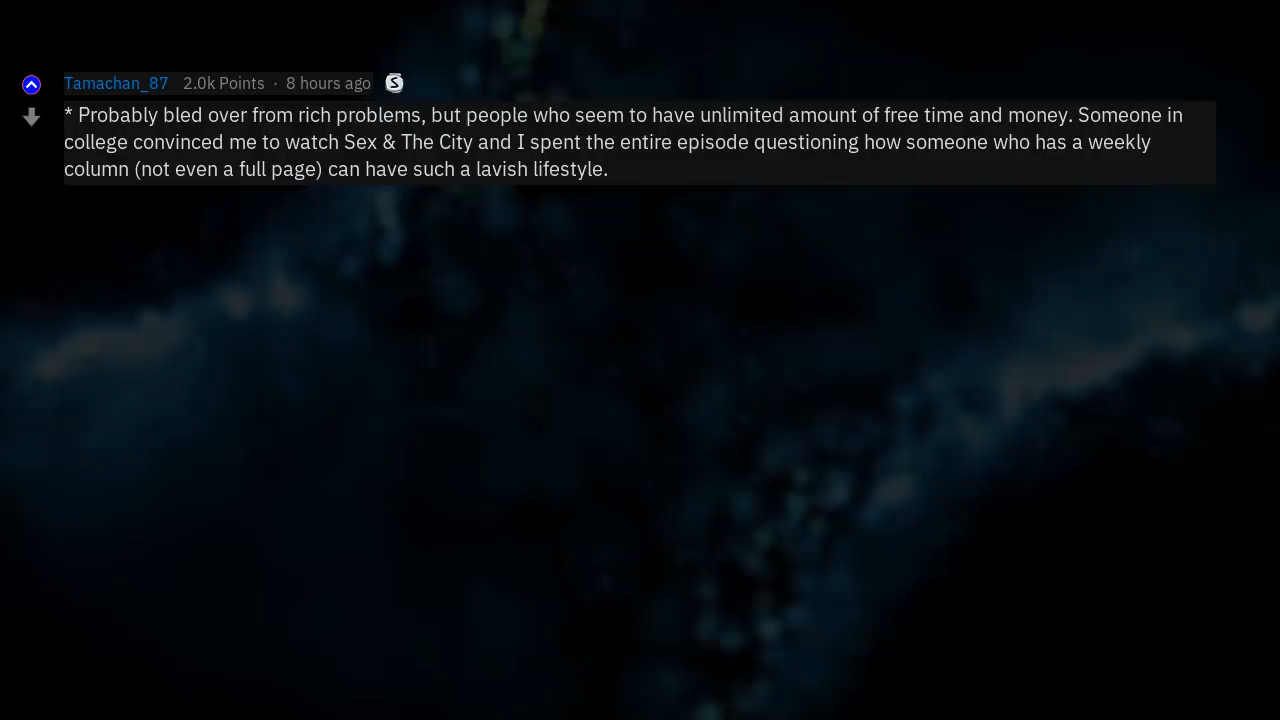 Tamachan_87 2.0k Points · 8 hours ago
* Probably bled over from rich problems, but people who seem to have unlimited amount of free time and money. Someone in
college convinced me to watch Sex & The City and I spent the entire episode questioning how someone who has a weekly
column (not even a full page) can have such a lavish lifestyle.